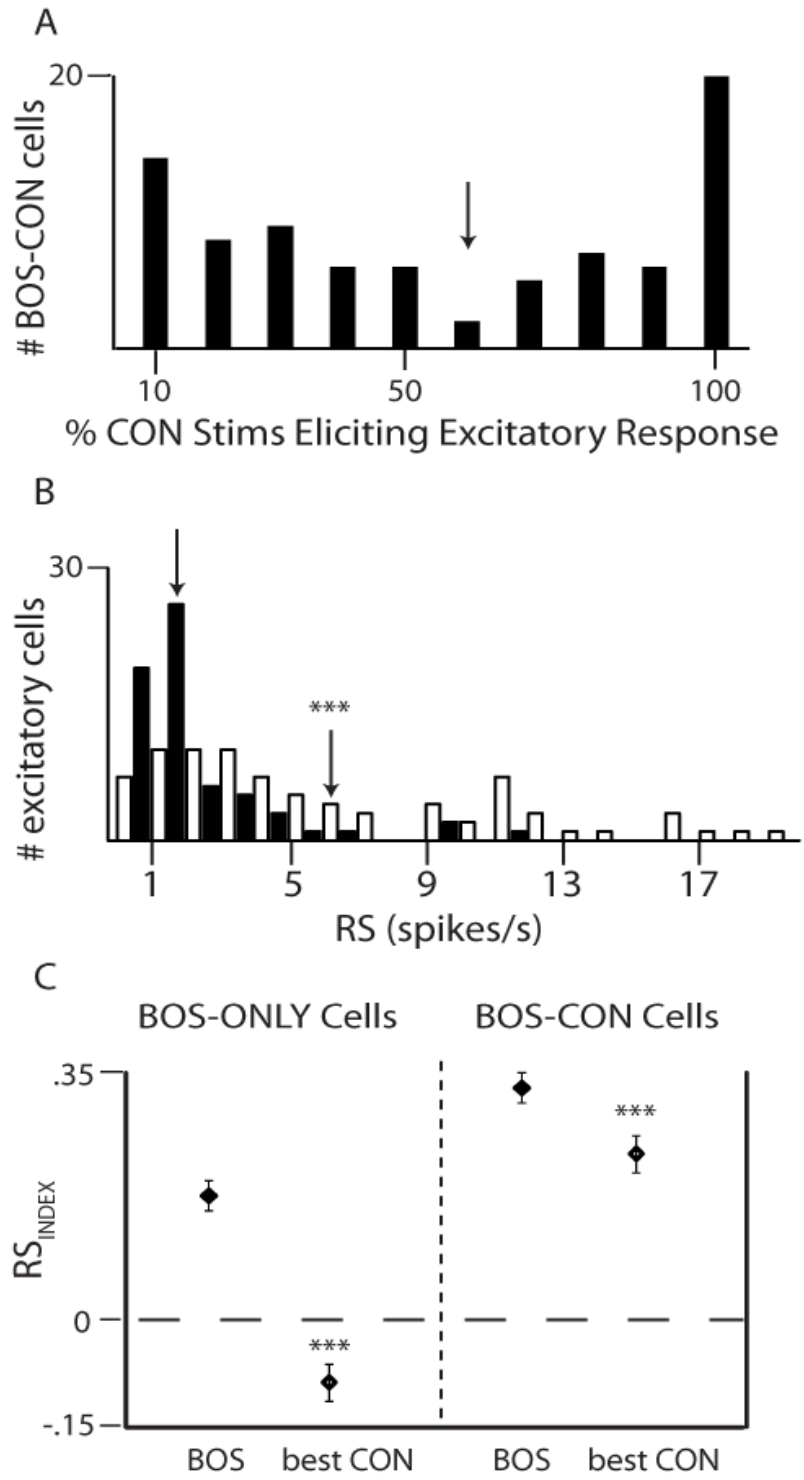 A
20
# BOS-CON cells
10 50 100
% CON Stims Eliciting Excitatory Response
B
30
# excitatory cells
***
1 5 9 13 17
RS (spikes/s)
C
BOS-ONLY Cells BOS-CON Cells
.35
***
RS INDEX
0
***
-.15
BOS best CON BOS best CON